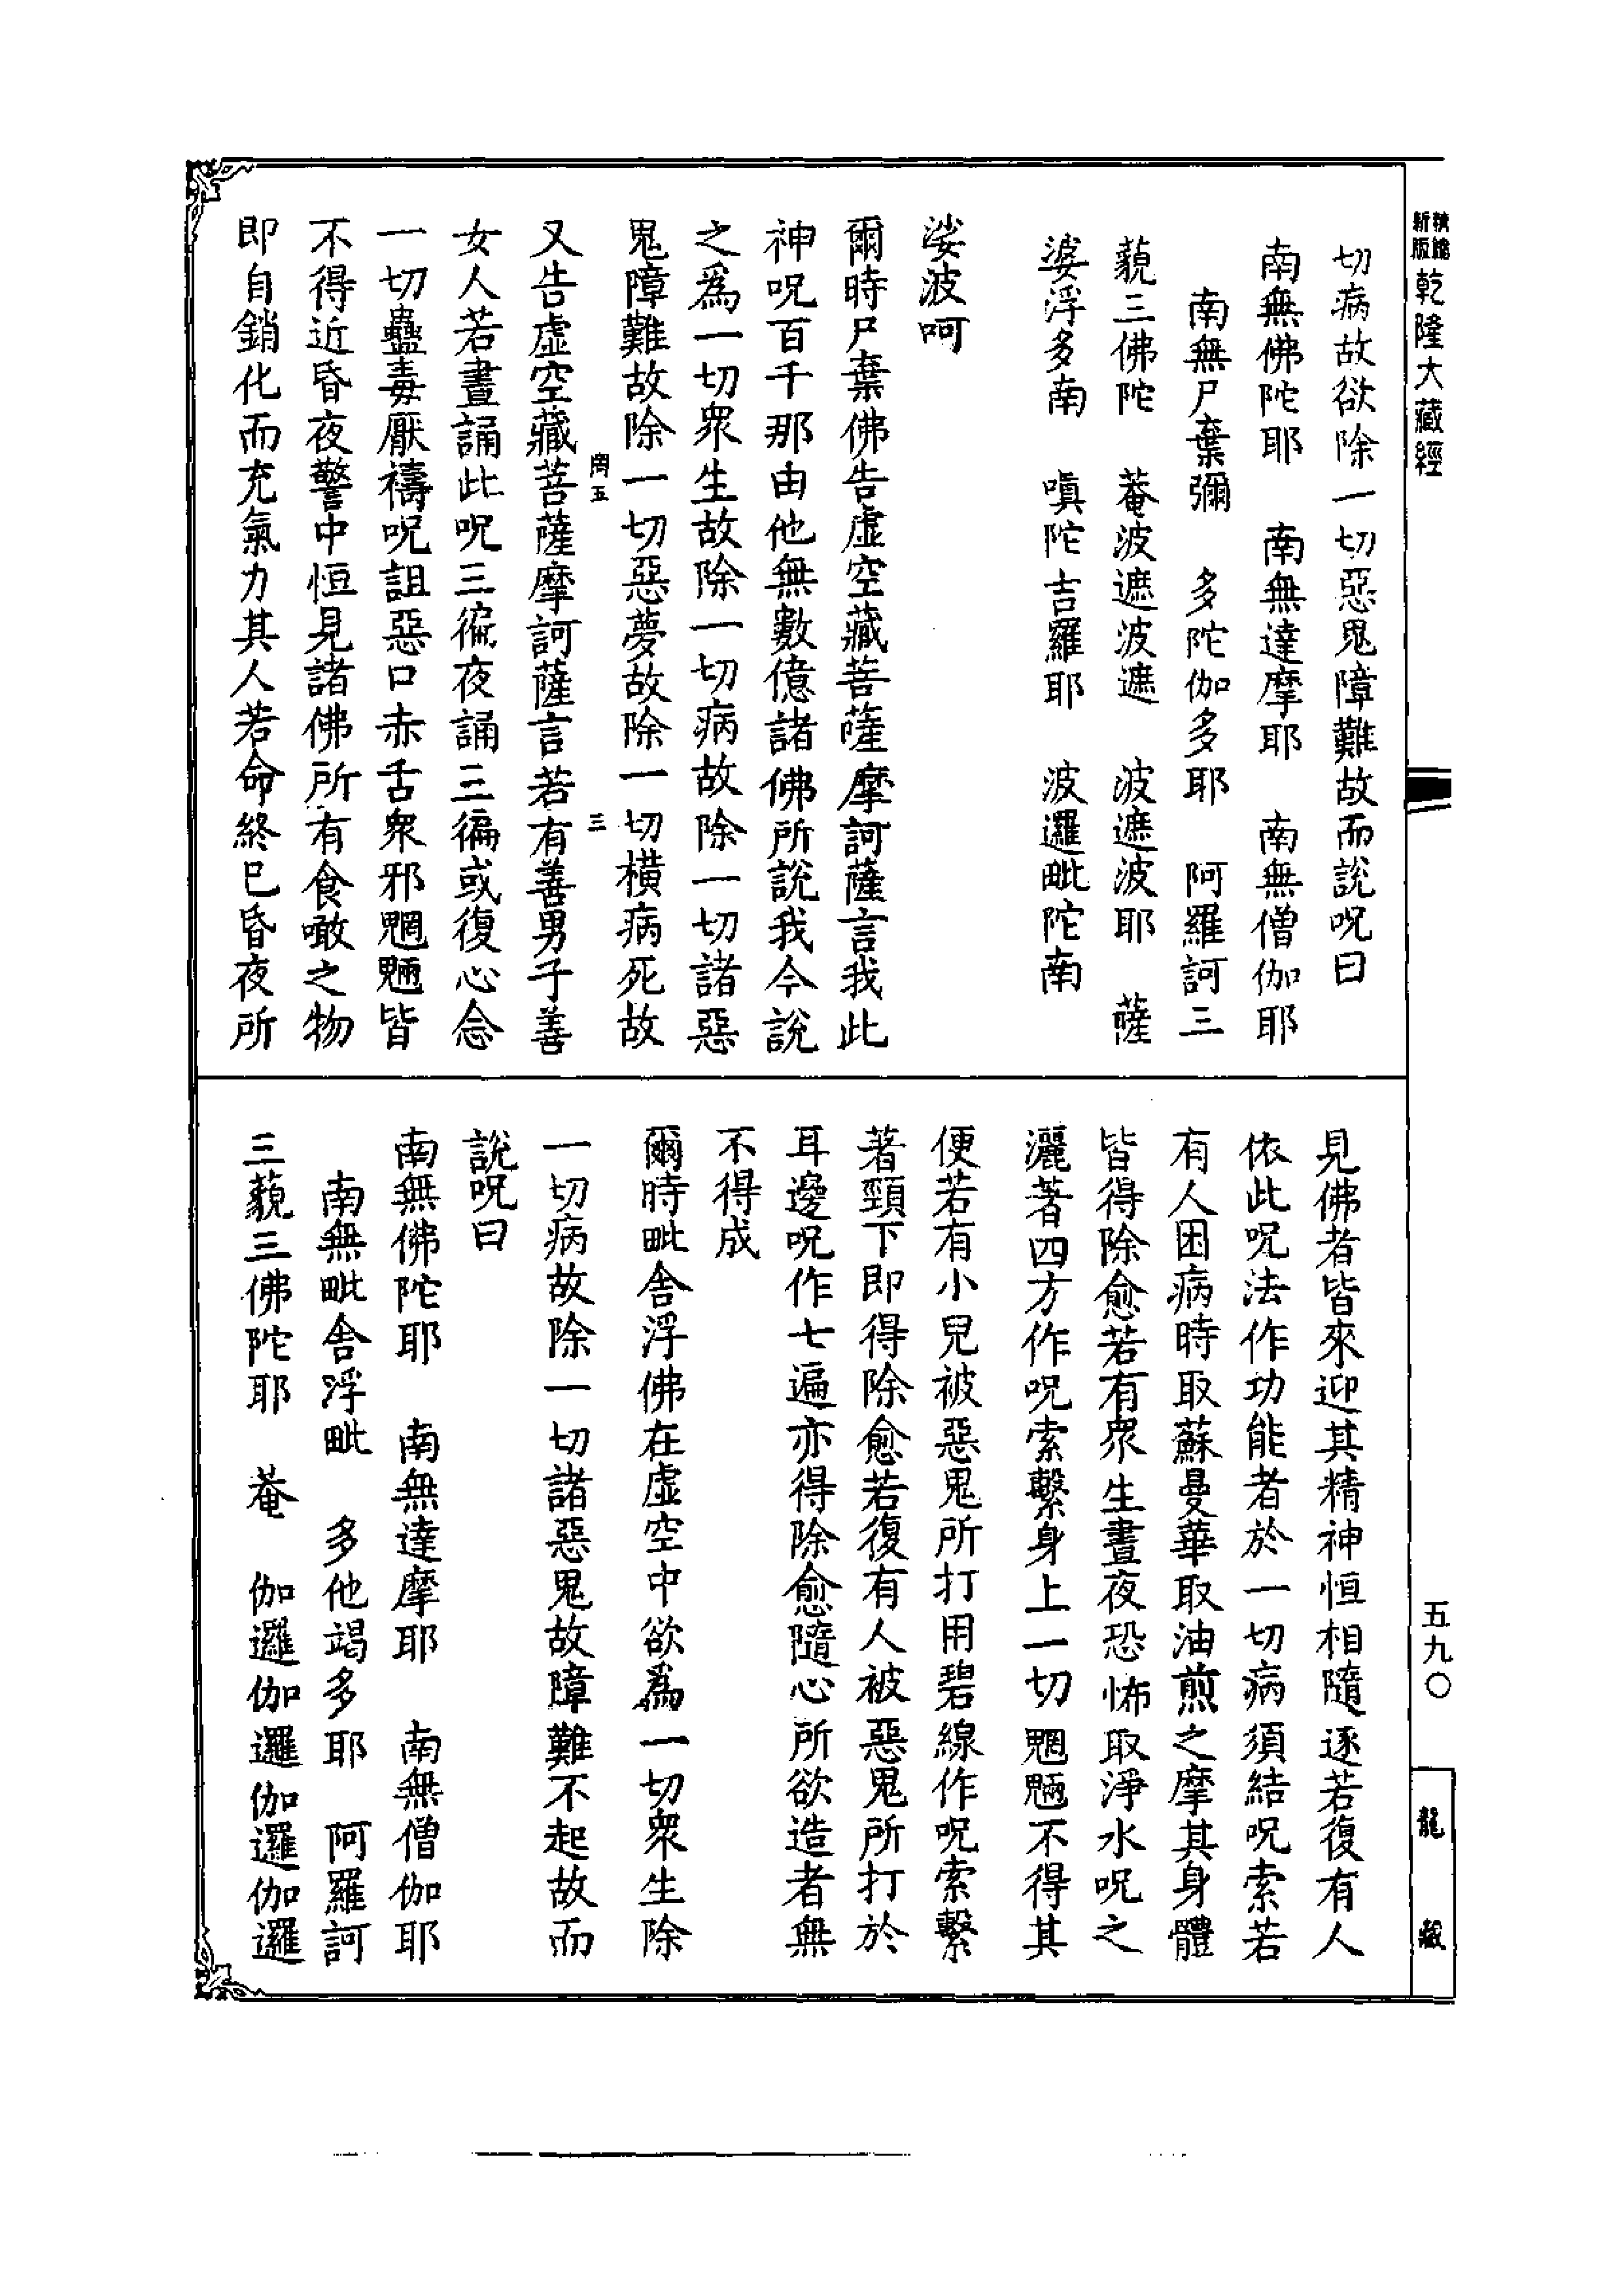 新版
精縮
乾隆大藏經
切病故欲除一切惡鬼障難故而說呪曰
南無佛陀耶　南無達摩耶　南無僧伽耶
南無尸棄彌　多陀伽多耶　阿羅訶三
藐三佛陀　菴波遮波遮　波遮波耶　薩
婆浮多南　嗔陀吉羅耶　波邏毗陀南
娑波呵
爾時尸棄佛告虛空藏菩薩摩訶薩言我此
神呪百千那由他無數億諸佛所說我今說
之爲一切眾生故除一切病故除一切諸惡
鬼障難故除一切惡夢故除一切橫病死故
三
又告虛空藏菩薩摩訶薩言若有善男子善
女人若晝誦此呪三徧夜誦三徧或復心念
一切蠱毒厭禱呪詛惡口赤舌眾邪魍魎皆
不得近昏夜警中恒見諸佛所有食噉之物
即自銷化而充氣力其人若命終已昏夜所
見佛者皆來迎其精神恒相隨逐若復有人
依此呪法作功能者於一切病須結呪索若
有人困病時取蘇曼華取油煎之摩其身體
皆得除愈若有眾生晝夜恐怖取淨水呪之
灑著四方作呪索繫身上一切魍魎不得其
便若有小兒被惡鬼所打用碧線作呪索繫
著頸下即得除愈若復有人被惡鬼所打於
耳邊呪作七遍亦得除愈隨心所欲造者無
不得成
爾時毗舍浮佛在虛空中欲爲一切眾生除
一切病故除一切諸惡鬼故障難不起故而
說呪曰
南無佛陀耶　南無達摩耶　南無僧伽耶
南無毗舍浮毗　多他竭多耶　阿羅訶
三藐三佛陀耶　菴　伽邏伽邏伽邏伽邏
五九〇
龍藏